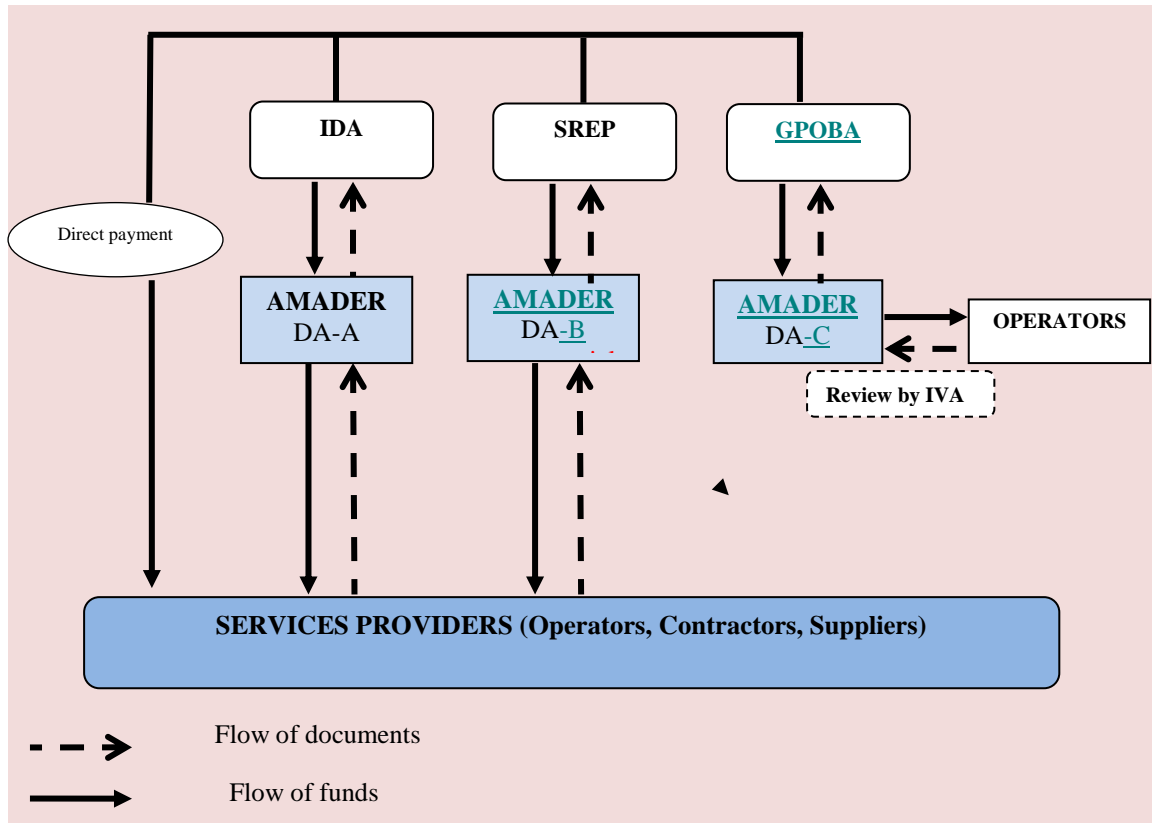 IDA
SREP
GPOBA
Direct payment
AMADER
DA-A
AMADER
DA-B
AMADER
DA-C
OPERATORS
Review by IVA
SERVICES PROVIDERS (Operators, Contractors, Suppliers)
Flow of documents
Flow of funds